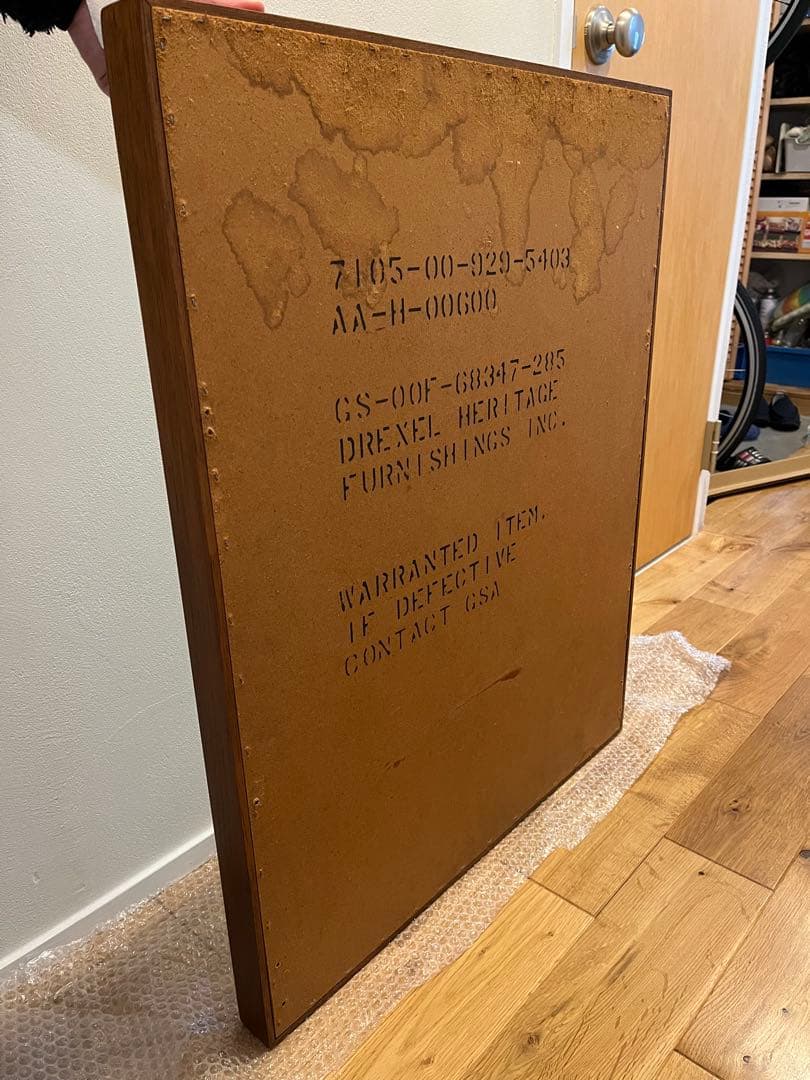 7105-00-929-5403
AA-H-00600
GS-00F-68347-285
DREXEL HERITAGE
FURNISHINGS INC.
WARRANTED ITEM.
IF DEFECTIVE
CONTACT GSA